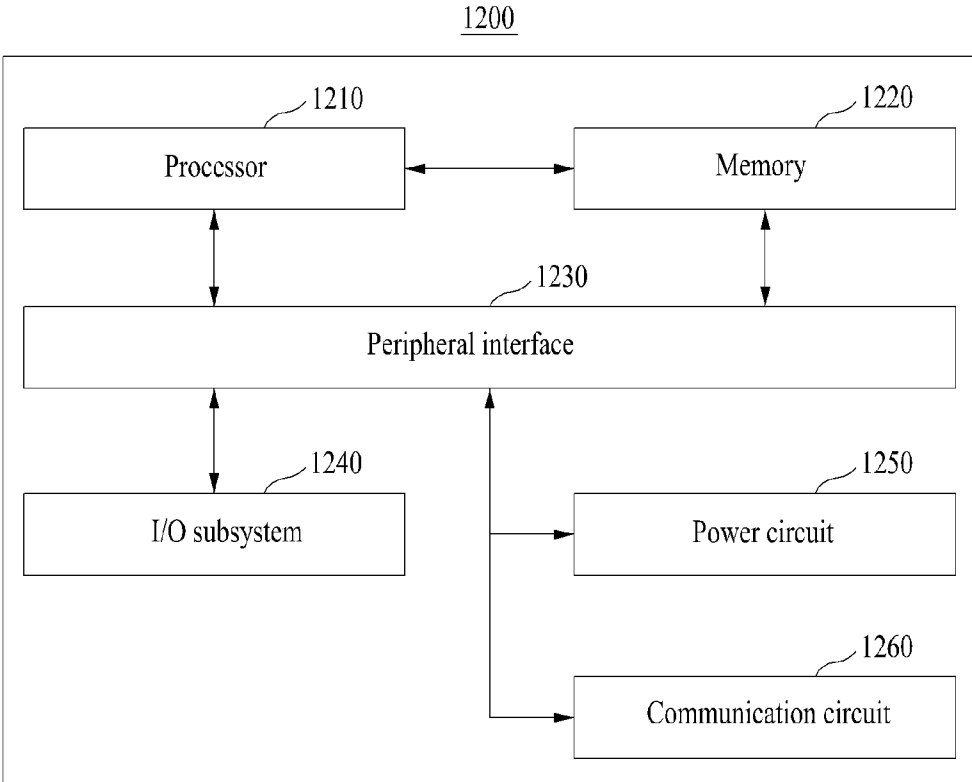 1200
1210
1220
Processor
Memory
1230
Peripheral interface
1240
1250
I/O subsystem
Power circuit
1260
Communication circuit